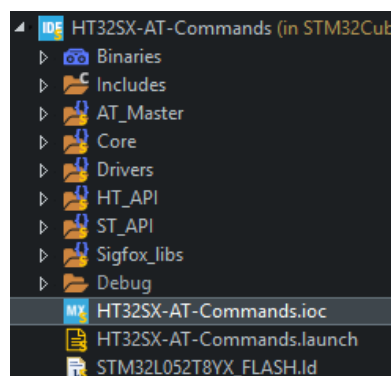 IDE HT32SX-AT-Commands (in STM32Cub
Binaries
Includes
AT_Master
Core
Drivers
HT_API
ST_API
Sigfox_libs
Debug
MX HT32SX-AT-Commands.ioc
HT32SX-AT-Commands.launch
STM32L052T8YX_FLASH.ld